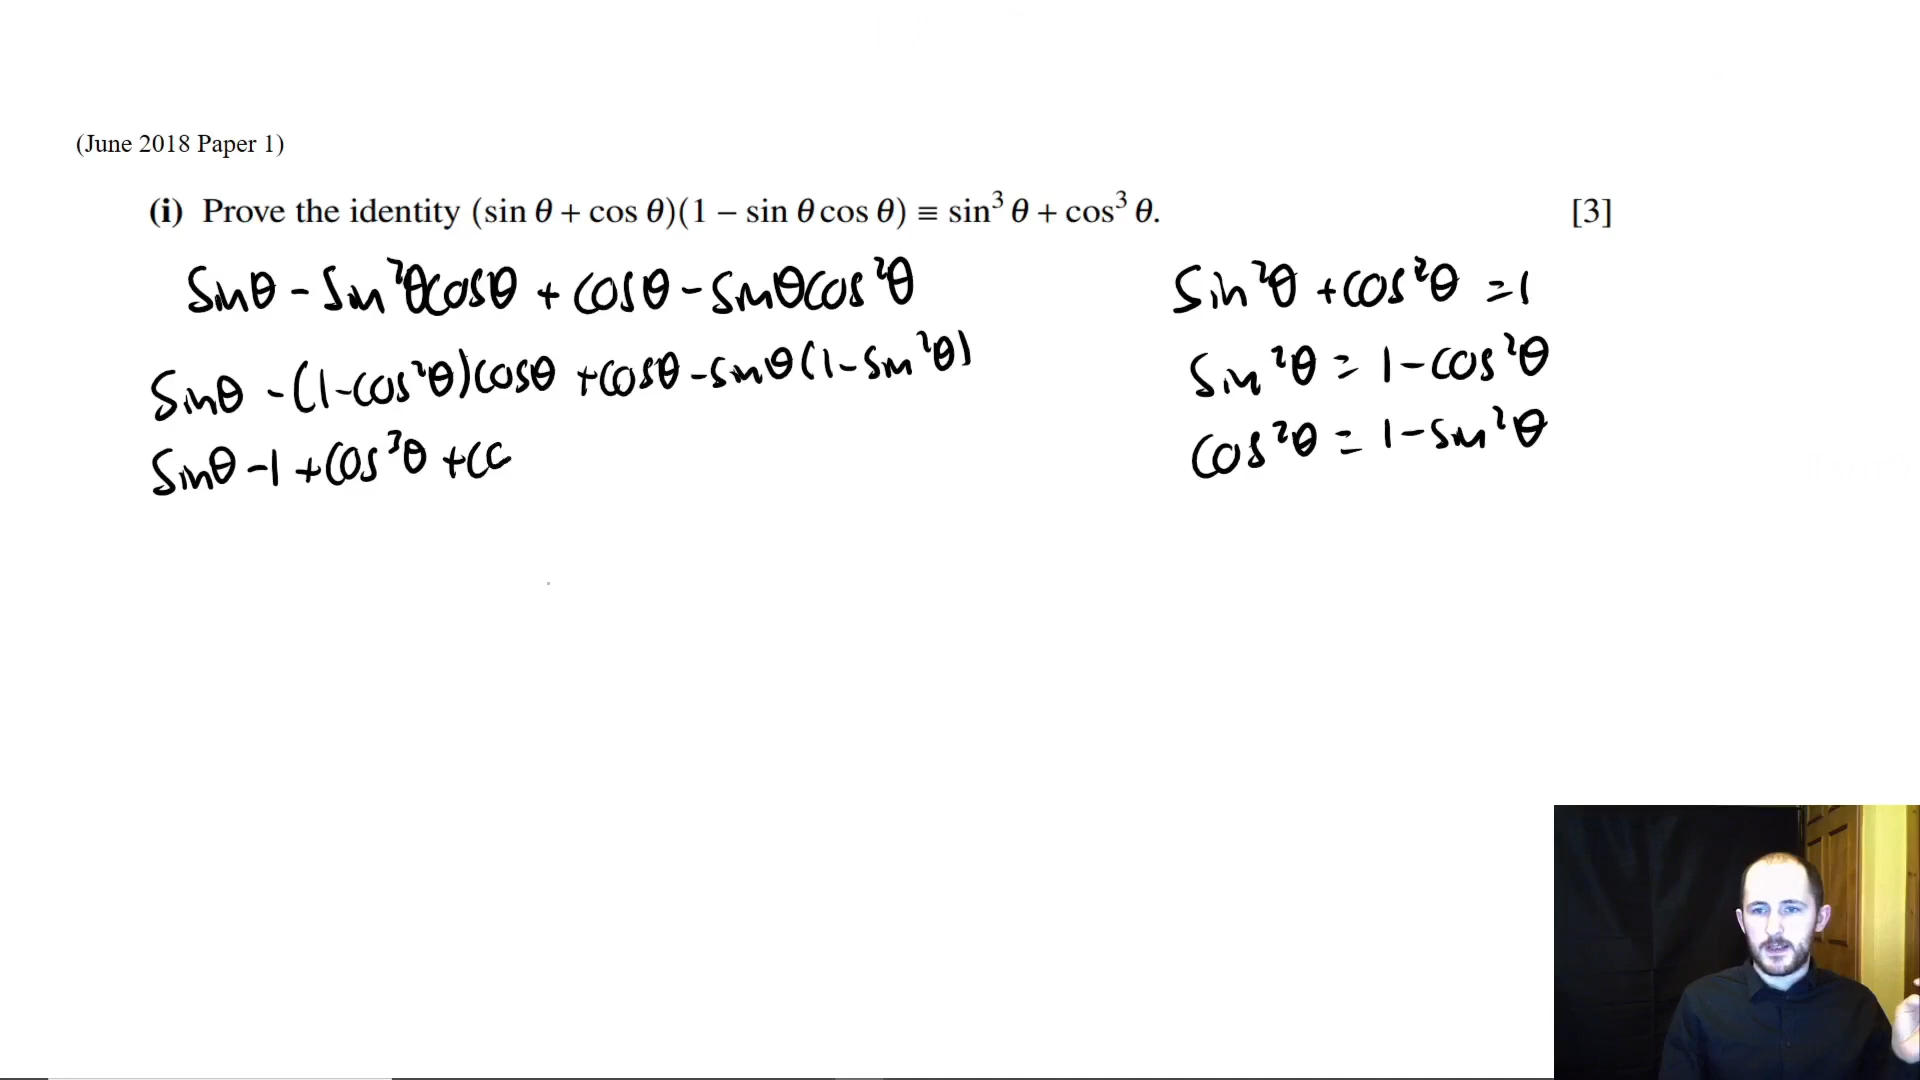 (June 2018 Paper 1)
(i) Prove the identity (sin θ + cos θ)(1 − sin θ cos θ) ≡ sin³ θ + cos³ θ. [3]
sinθ - sin²θcosθ + cosθ - sinθcos²θ
sinθ - (1-cos²θ)cosθ + cosθ - sinθ(1-sin²θ)
sinθ - 1 + cos³θ + co
sin²θ + cos²θ = 1
sin²θ = 1 - cos²θ
cos²θ = 1 - sin²θ